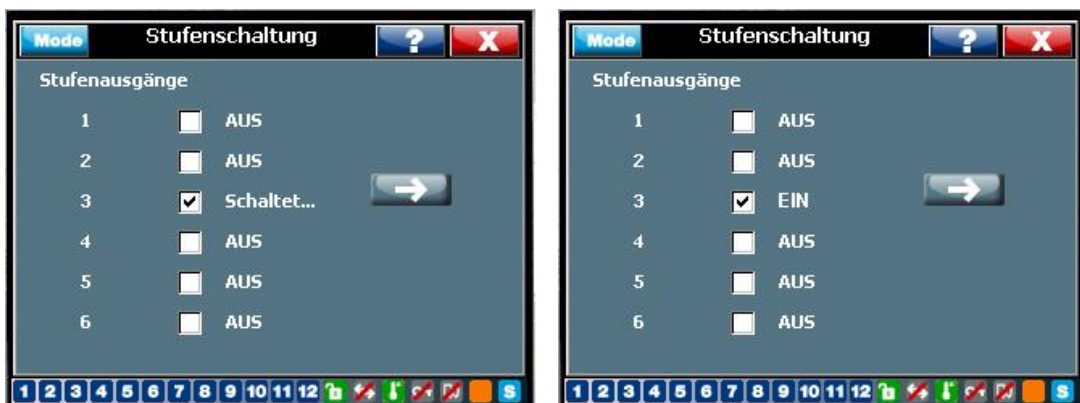 Mode Stufenschaltung ? X
Stufenausgänge
1 AUS
2 AUS
3 Schaltet...
4 AUS
5 AUS
6 AUS
1 2 3 4 5 6 7 8 9 10 11 12 S
Mode Stufenschaltung ? X
Stufenausgänge
1 AUS
2 AUS
3 EIN
4 AUS
5 AUS
6 AUS
1 2 3 4 5 6 7 8 9 10 11 12 S